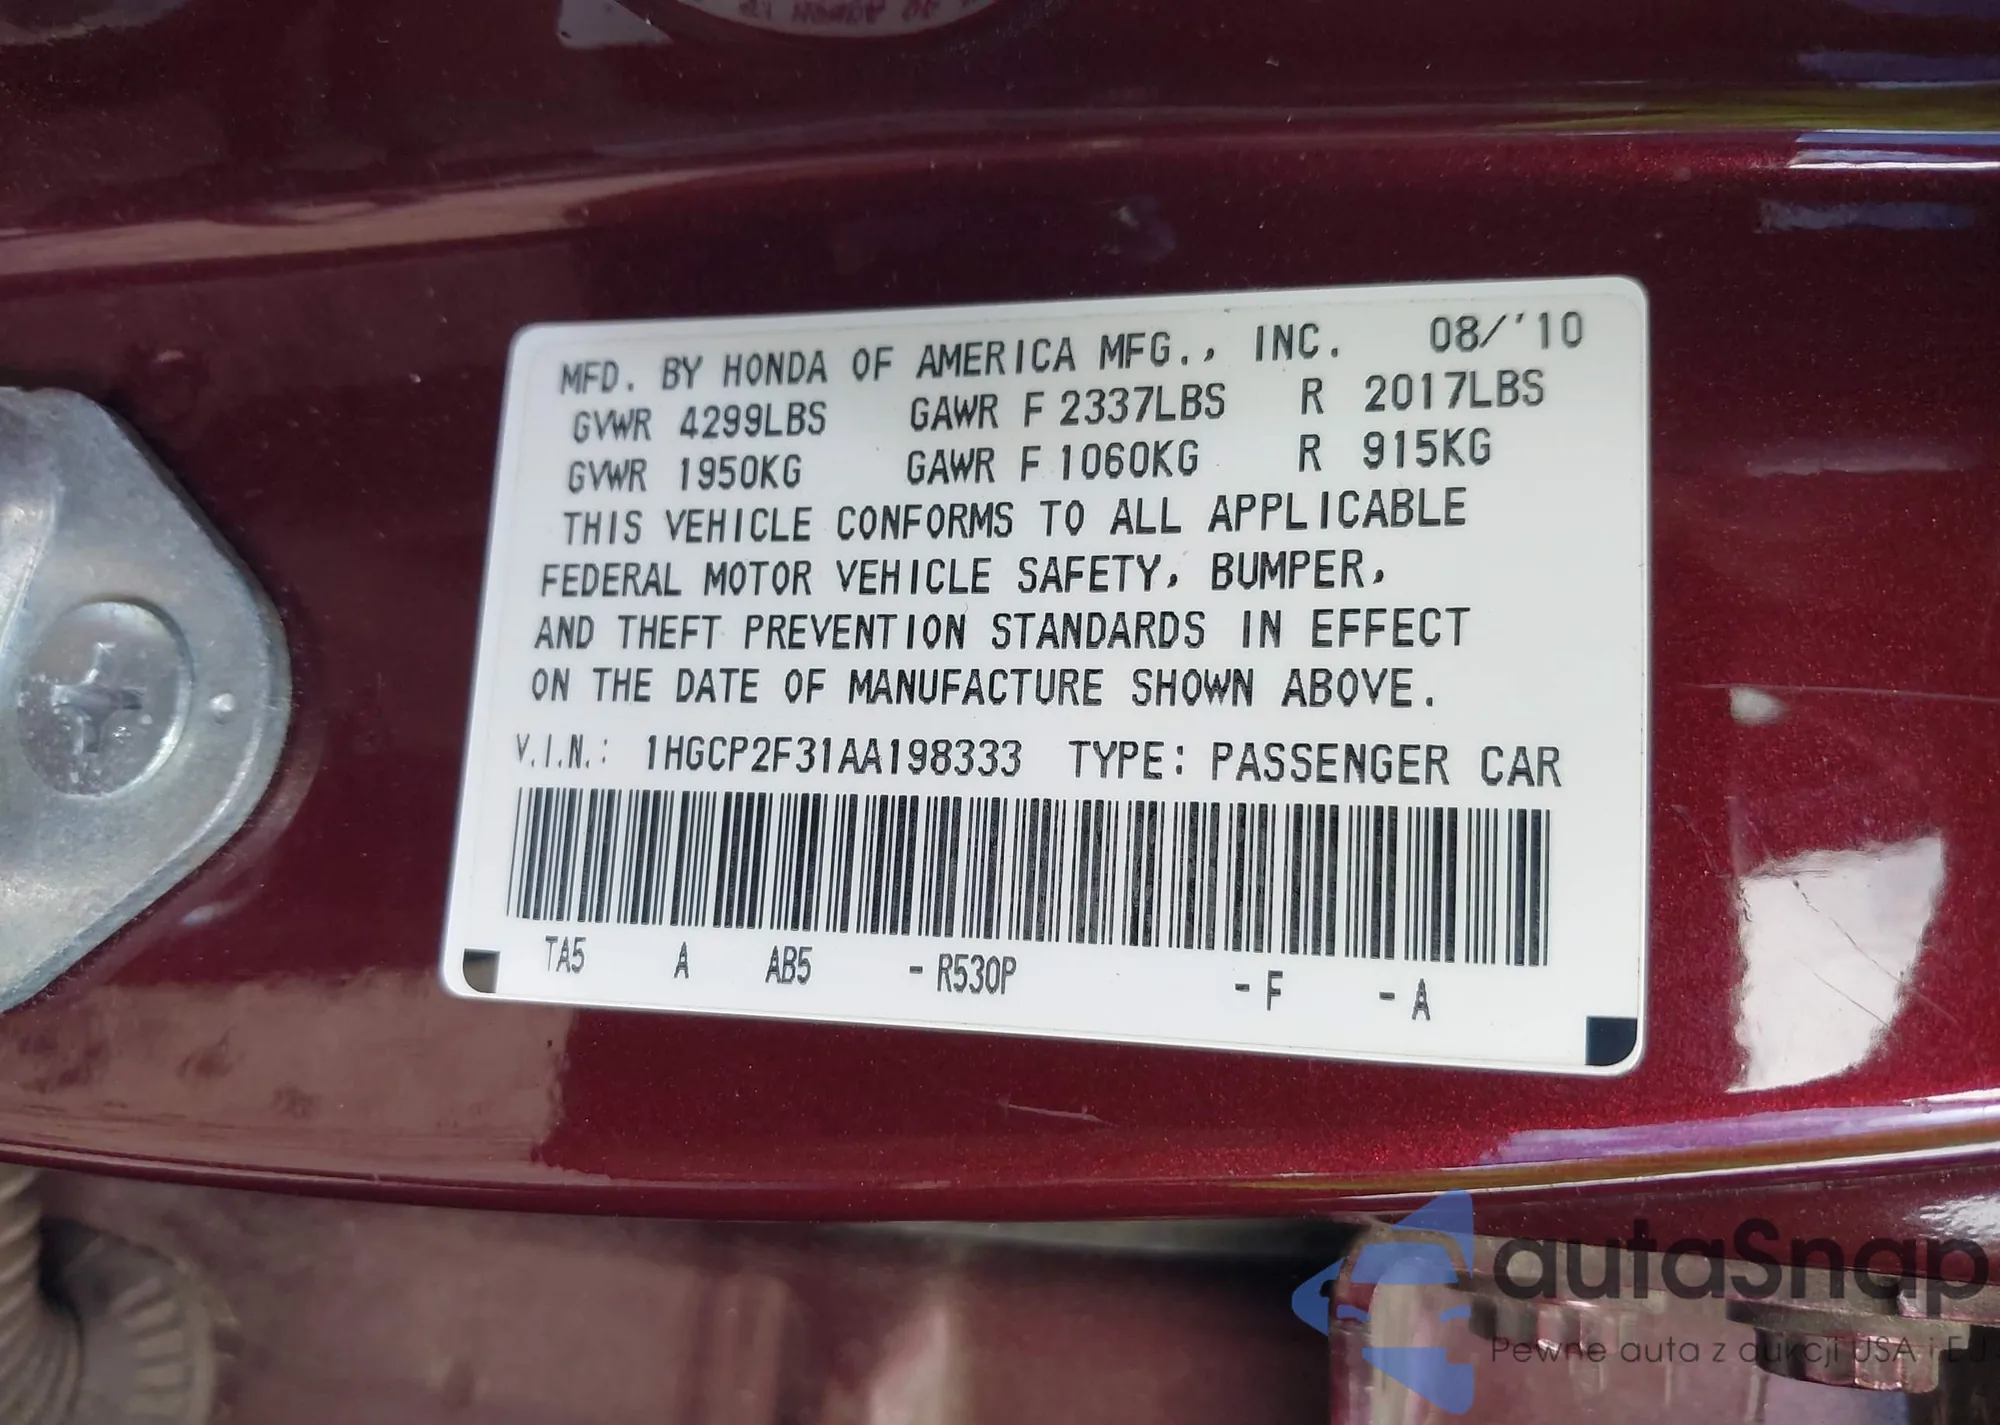 MFD. BY HONDA OF AMERICA MFG., INC. 08/'10
GVWR 4299LBS GAWR F 2337LBS R 2017LBS
GVWR 1950KG GAWR F 1060KG R 915KG
THIS VEHICLE CONFORMS TO ALL APPLICABLE
FEDERAL MOTOR VEHICLE SAFETY, BUMPER,
AND THEFT PREVENTION STANDARDS IN EFFECT
ON THE DATE OF MANUFACTURE SHOWN ABOVE.
V.I.N.: 1HGCP2F31AA198333 TYPE: PASSENGER CAR
TA5 A AB5 - R530P - F - A
autaSnap
Pewne auta z aukcji USA i EU